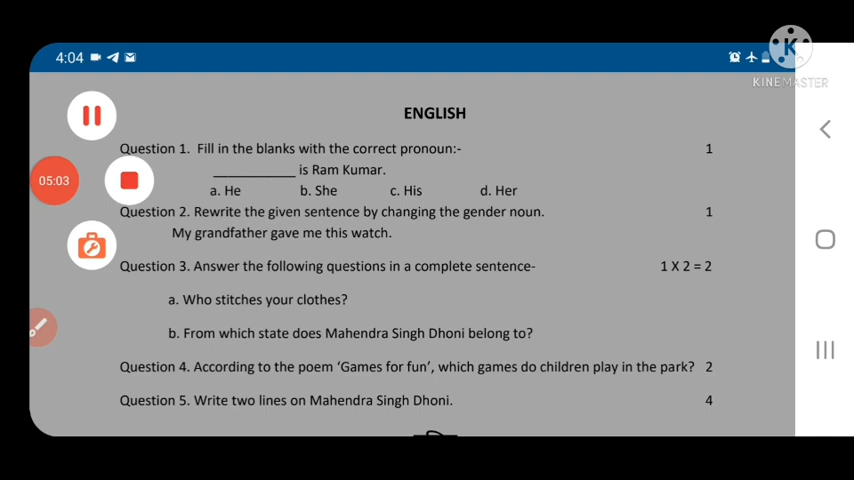 4:04
K
KINEMASTER
ENGLISH
Question 1. Fill in the blanks with the correct pronoun:- 1
___________ is Ram Kumar.
05:03
a. He b. She c. His d. Her
Question 2. Rewrite the given sentence by changing the gender noun. 1
My grandfather gave me this watch.
Question 3. Answer the following questions in a complete sentence- 1 X 2 = 2
a. Who stitches your clothes?
b. From which state does Mahendra Singh Dhoni belong to?
Question 4. According to the poem ‘Games for fun’, which games do children play in the park? 2
Question 5. Write two lines on Mahendra Singh Dhoni. 4